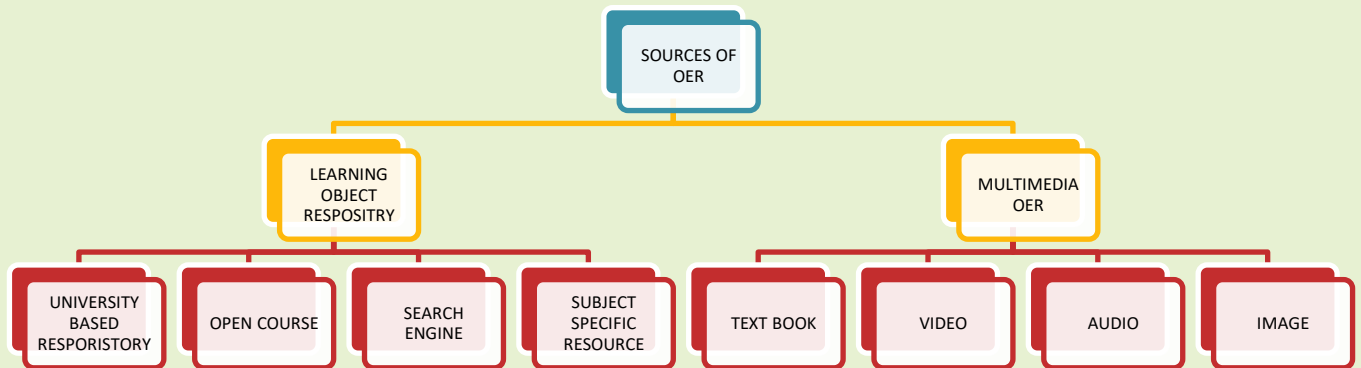 SOURCES OF
OER
LEARNING
OBJECT
RESPOSITRY
MULTIMEDIA
OER
UNIVERSITY
BASED
RESPORISTORY
OPEN COURSE
SEARCH
ENGINE
SUBJECT
SPECIFIC
RESOURCE
TEXT BOOK
VIDEO
AUDIO
IMAGE